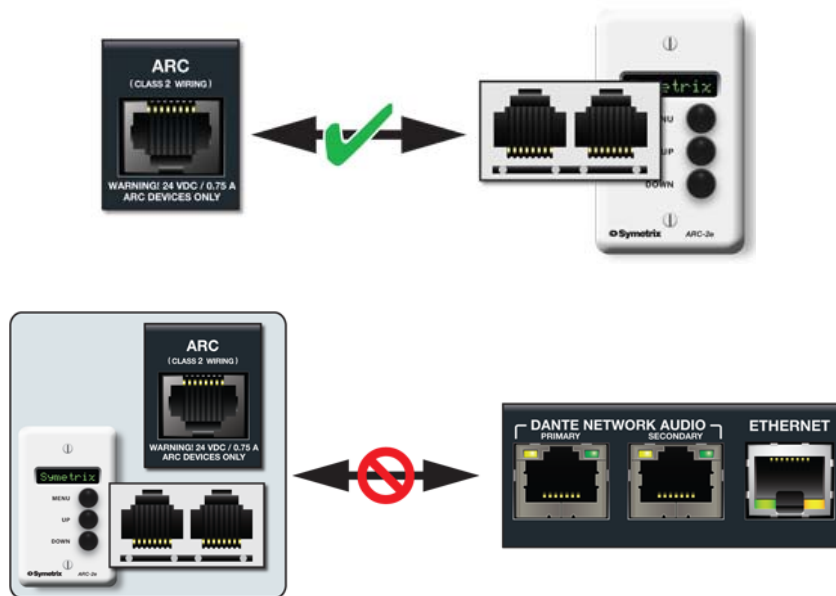 ARC
(CLASS 2 WIRING)
WARNING! 24 VDC / 0.75 A
ARC DEVICES ONLY
etrix
NU
UP
DOWN
Symetrix ARC-2e
ARC
(CLASS 2 WIRING)
WARNING! 24 VDC / 0.75 A
ARC DEVICES ONLY
Symetrix
MENU
UP
DOWN
Symetrix ARC-2e
DANTE NETWORK AUDIO
PRIMARY SECONDARY
ETHERNET